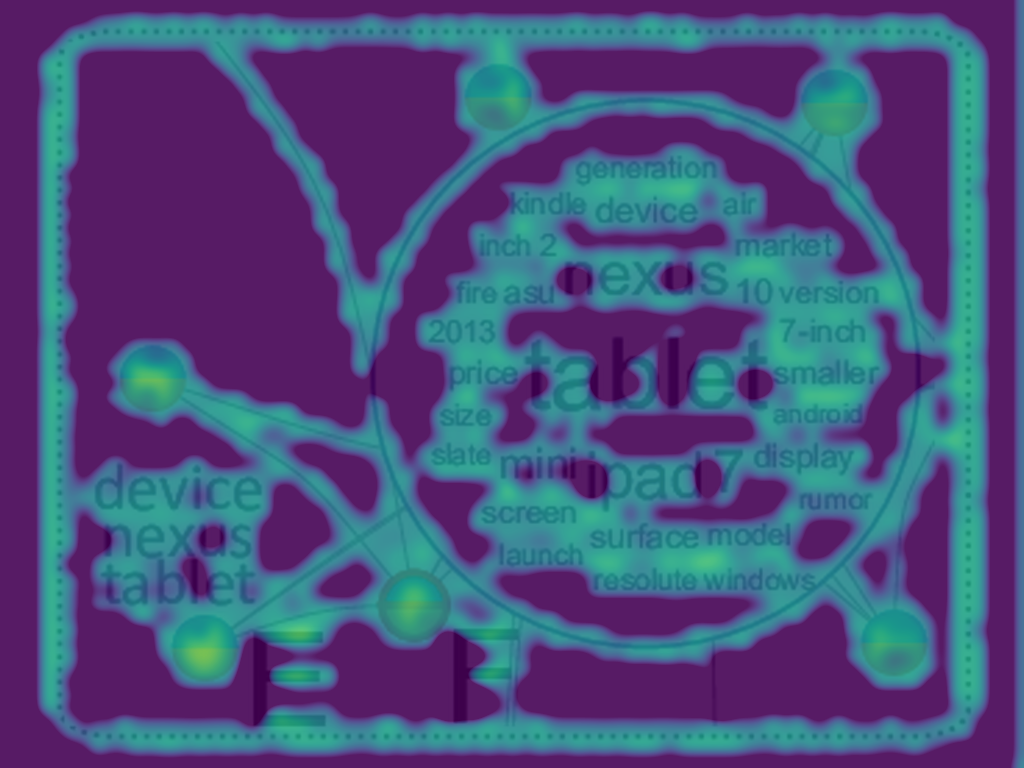 generation
kindle device air
inch 2 nexus market
fire asu 10 version
2013 7-inch
price tablet smaller
size android
slate mini ipad 7 display
screen rumor
surface model
launch
resolute windows
device
nexus
tablet